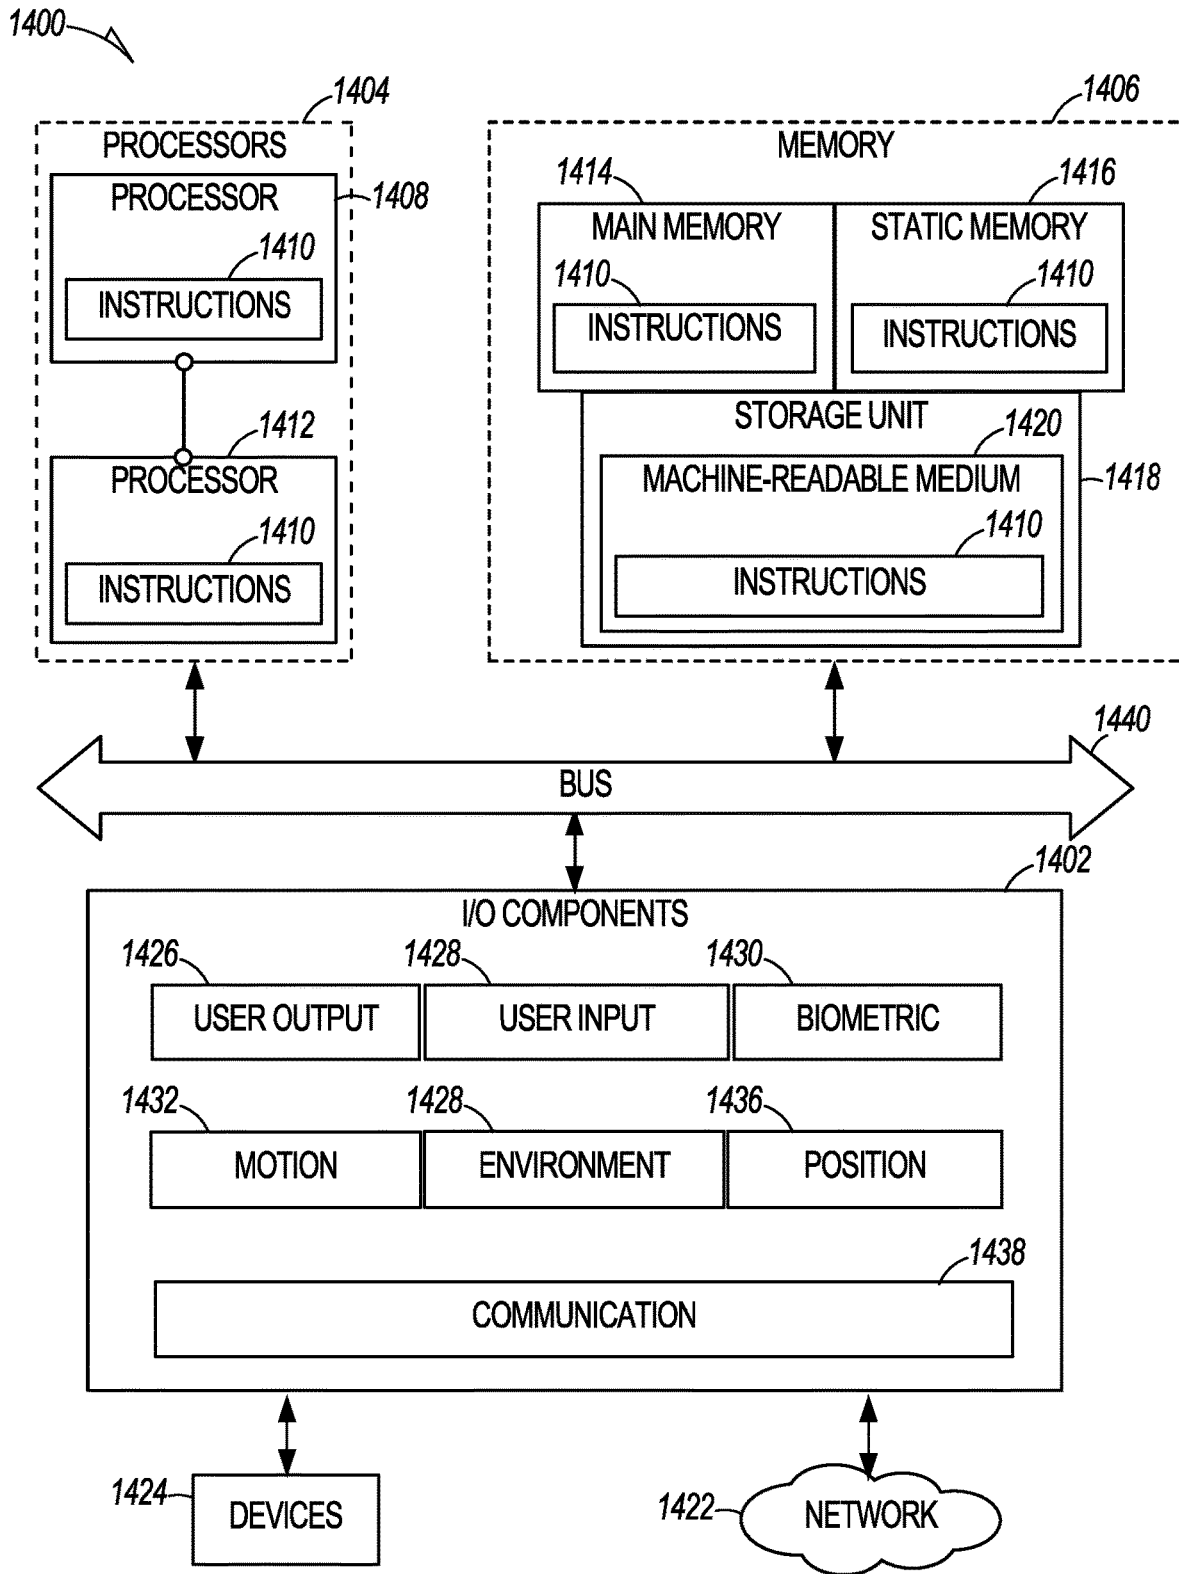 1400
1404
PROCESSORS
PROCESSOR
1408
1410
INSTRUCTIONS
1412
PROCESSOR
1410
INSTRUCTIONS
1406
MEMORY
1414
1416
MAIN MEMORY
STATIC MEMORY
1410
1410
INSTRUCTIONS
INSTRUCTIONS
STORAGE UNIT
1420
MACHINE-READABLE MEDIUM
1418
1410
INSTRUCTIONS
1440
BUS
1402
I/O COMPONENTS
1426
1428
1430
USER OUTPUT
USER INPUT
BIOMETRIC
1432
1428
1436
MOTION
ENVIRONMENT
POSITION
1438
COMMUNICATION
1424
DEVICES
1422
NETWORK